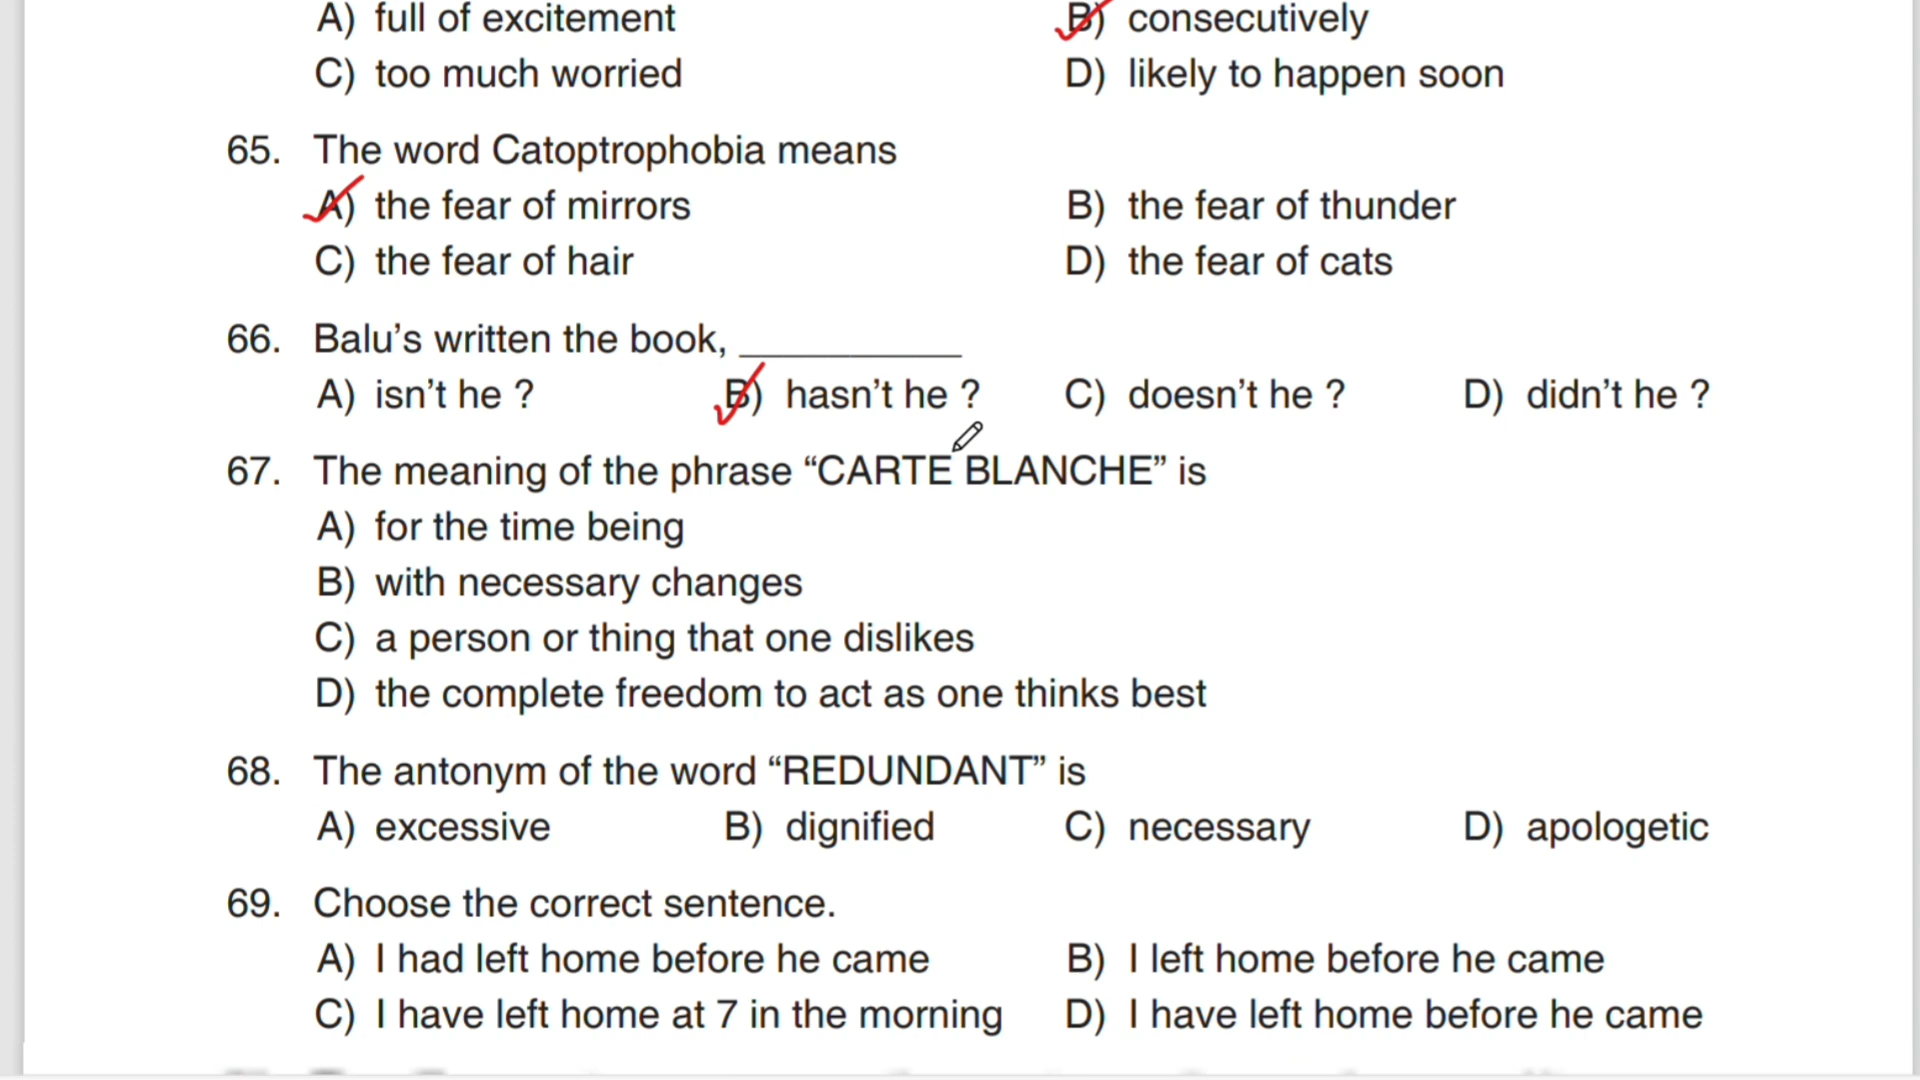 A) full of excitement B) consecutively
C) too much worried D) likely to happen soon
65. The word Catoptrophobia means
A) the fear of mirrors B) the fear of thunder
C) the fear of hair D) the fear of cats
66. Balu’s written the book, __________
A) isn’t he ? B) hasn’t he ? C) doesn’t he ? D) didn’t he ?
67. The meaning of the phrase “CARTE BLANCHE” is
A) for the time being
B) with necessary changes
C) a person or thing that one dislikes
D) the complete freedom to act as one thinks best
68. The antonym of the word “REDUNDANT” is
A) excessive B) dignified C) necessary D) apologetic
69. Choose the correct sentence.
A) I had left home before he came B) I left home before he came
C) I have left home at 7 in the morning D) I have left home before he came